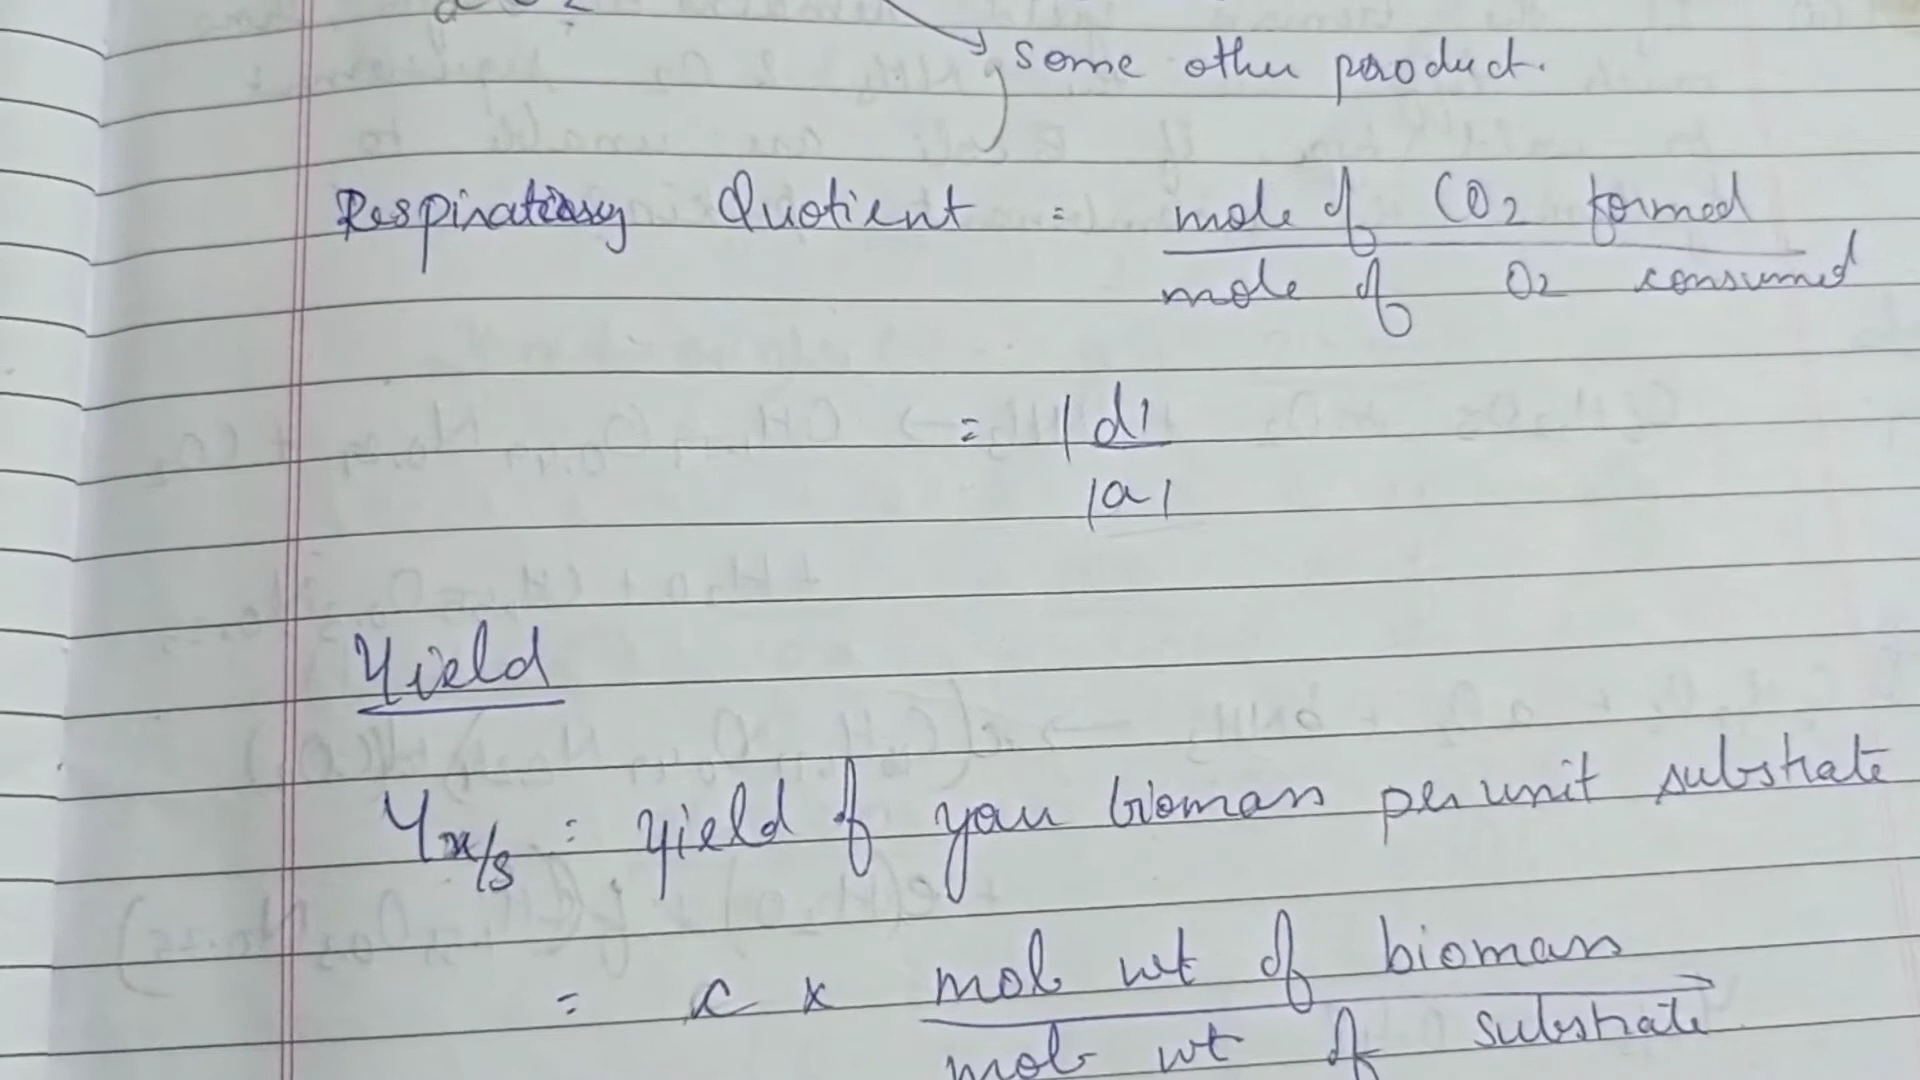 some other product.
Respiratory Quotient = mole of CO2 formed
mole of O2 consumed
= |d|
|a|
Yield
Yx/s = yield of your biomass per unit substrate
= c x mol wt of biomass
mol wt of substrate